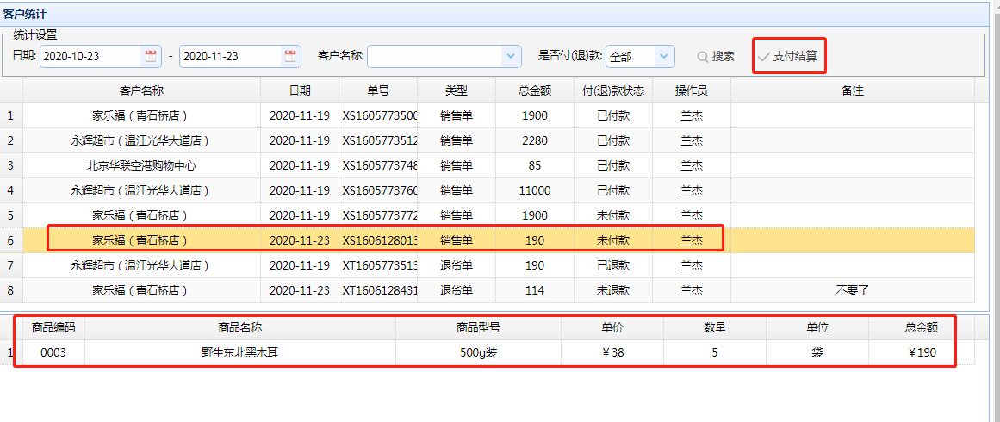 客户统计
统计设置
日期: 2020-10-23 - 2020-11-23 客户名称: 是否付(退)款: 全部 搜索 支付结算
客户名称 日期 单号 类型 总金额 付(退)款状态 操作员 备注
1 家乐福（青石桥店） 2020-11-19 XS1605773500 销售单 1900 已付款 兰杰
2 永辉超市（温江光华大道店） 2020-11-19 XS1605773512 销售单 2280 已付款 兰杰
3 北京华联空港购物中心 2020-11-19 XS1605773748 销售单 85 已付款 兰杰
4 永辉超市（温江光华大道店） 2020-11-19 XS1605773760 销售单 11000 已付款 兰杰
5 家乐福（青石桥店） 2020-11-19 XS1605773772 销售单 1900 未付款 兰杰
6 家乐福（青石桥店） 2020-11-23 XS1606128013 销售单 190 未付款 兰杰
7 永辉超市（温江光华大道店） 2020-11-19 XT1605773513 退货单 190 已退款 兰杰
8 家乐福（青石桥店） 2020-11-23 XT1606128431 退货单 114 未退款 兰杰 不要了
商品编码 商品名称 商品型号 单价 数量 单位 总金额
1 0003 野生东北黑木耳 500g装 ￥38 5 袋 ￥190